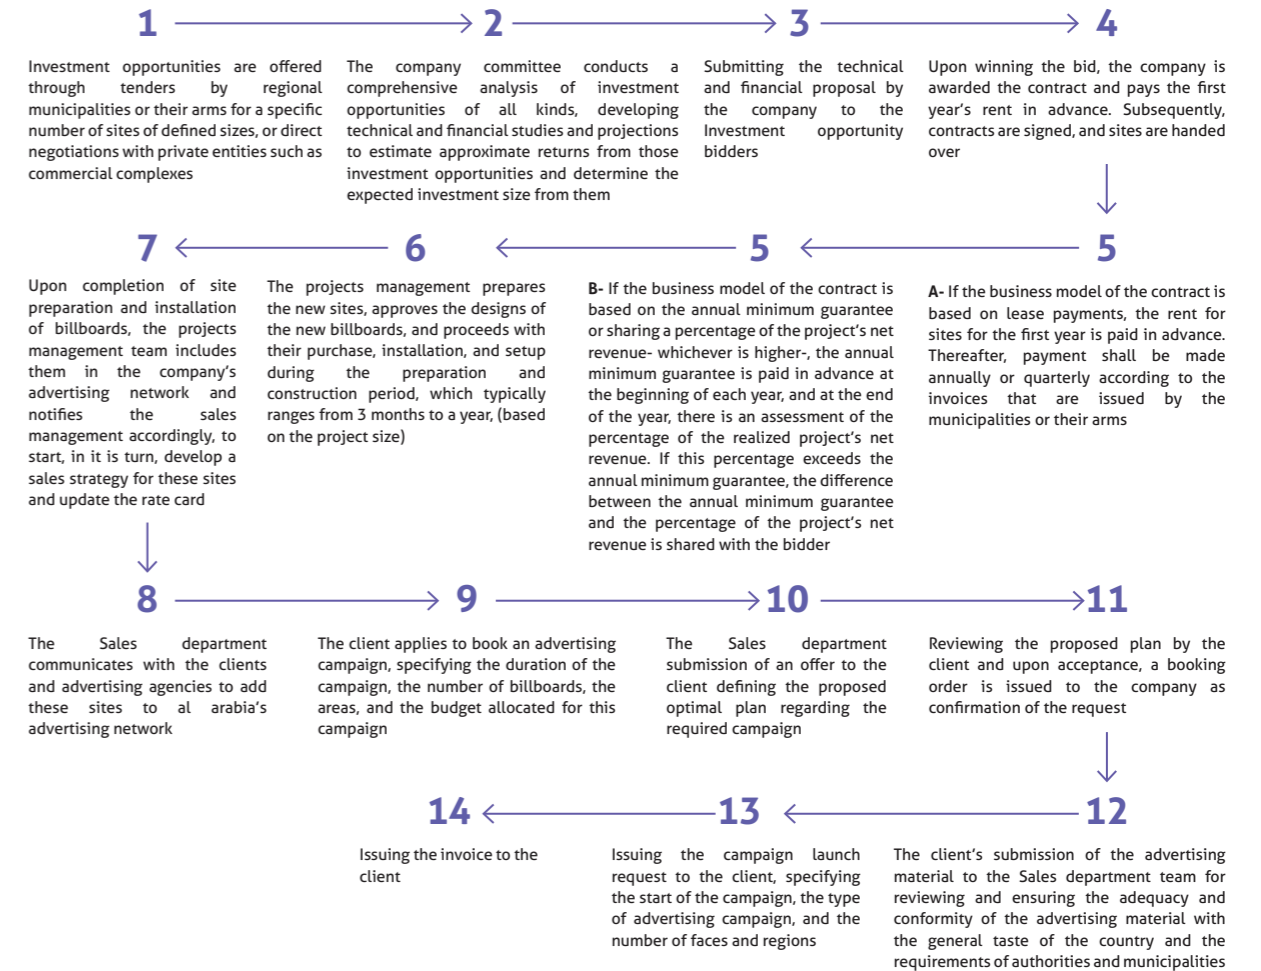 1
Investment opportunities are offered
through tenders by regional
municipalities or their arms for a specific
number of sites of defined sizes, or direct
negotiations with private entities such as
commercial complexes
2
The company committee conducts a
comprehensive analysis of investment
opportunities of all kinds, developing
technical and financial studies and projections
to estimate approximate returns from those
investment opportunities and determine the
expected investment size from them
3
Submitting the technical
and financial proposal by
the company to the
Investment opportunity
bidders
4
Upon winning the bid, the company is
awarded the contract and pays the first
year's rent in advance. Subsequently,
contracts are signed, and sites are handed
over
5
A- If the business model of the contract is
based on lease payments, the rent for
sites for the first year is paid in advance.
Thereafter, payment shall be made
annually or quarterly according to the
invoices that are issued by the
municipalities or their arms
5
B- If the business model of the contract is
based on the annual minimum guarantee
or sharing a percentage of the project's net
revenue- whichever is higher-, the annual
minimum guarantee is paid in advance at
the beginning of each year, and at the end
of the year, there is an assessment of the
percentage of the realized project's net
revenue. If this percentage exceeds the
annual minimum guarantee, the difference
between the annual minimum guarantee
and the percentage of the project's net
revenue is shared with the bidder
6
The projects management prepares
the new sites, approves the designs of
the new billboards, and proceeds with
their purchase, installation, and setup
during the preparation and
construction period, which typically
ranges from 3 months to a year, (based
on the project size)
7
Upon completion of site
preparation and installation
of billboards, the projects
management team includes
them in the company's
advertising network and
notifies the sales
management accordingly, to
start, in it is turn, develop a
sales strategy for these sites
and update the rate card
8
The Sales department
communicates with the clients
and advertising agencies to add
these sites to al arabia's
advertising network
9
The client applies to book an advertising
campaign, specifying the duration of the
campaign, the number of billboards, the
areas, and the budget allocated for this
campaign
10
The Sales department
submission of an offer to the
client defining the proposed
optimal plan regarding the
required campaign
11
Reviewing the proposed plan by the
client and upon acceptance, a booking
order is issued to the company as
confirmation of the request
12
The client's submission of the advertising
material to the Sales department team for
reviewing and ensuring the adequacy and
conformity of the advertising material with
the general taste of the country and the
requirements of authorities and municipalities
13
Issuing the campaign launch
request to the client, specifying
the start of the campaign, the type
of advertising campaign, and the
number of faces and regions
14
Issuing the invoice to the
client